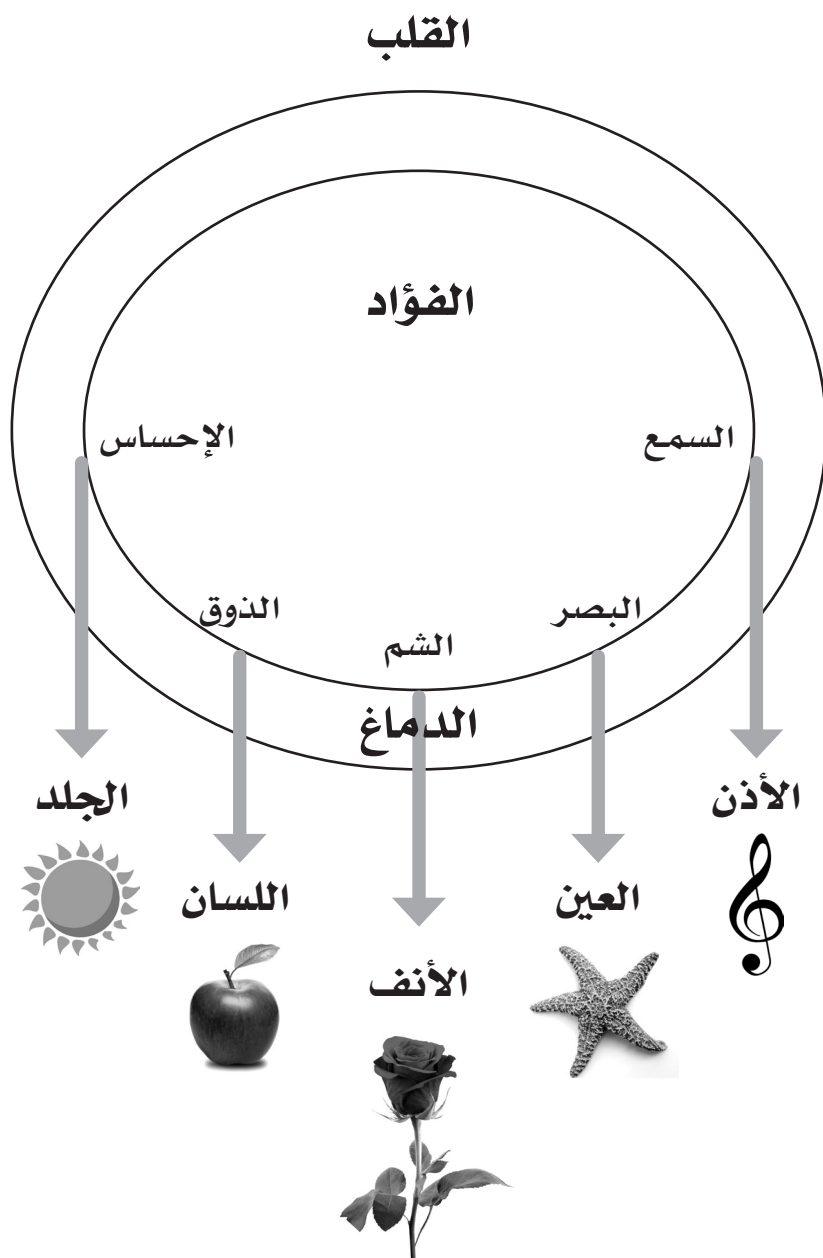 القلب
الفؤاد
السمع
الإحساس
البصر
الذوق
الشم
الدماغ
الأذن
الجلد
العين
اللسان
الأنف